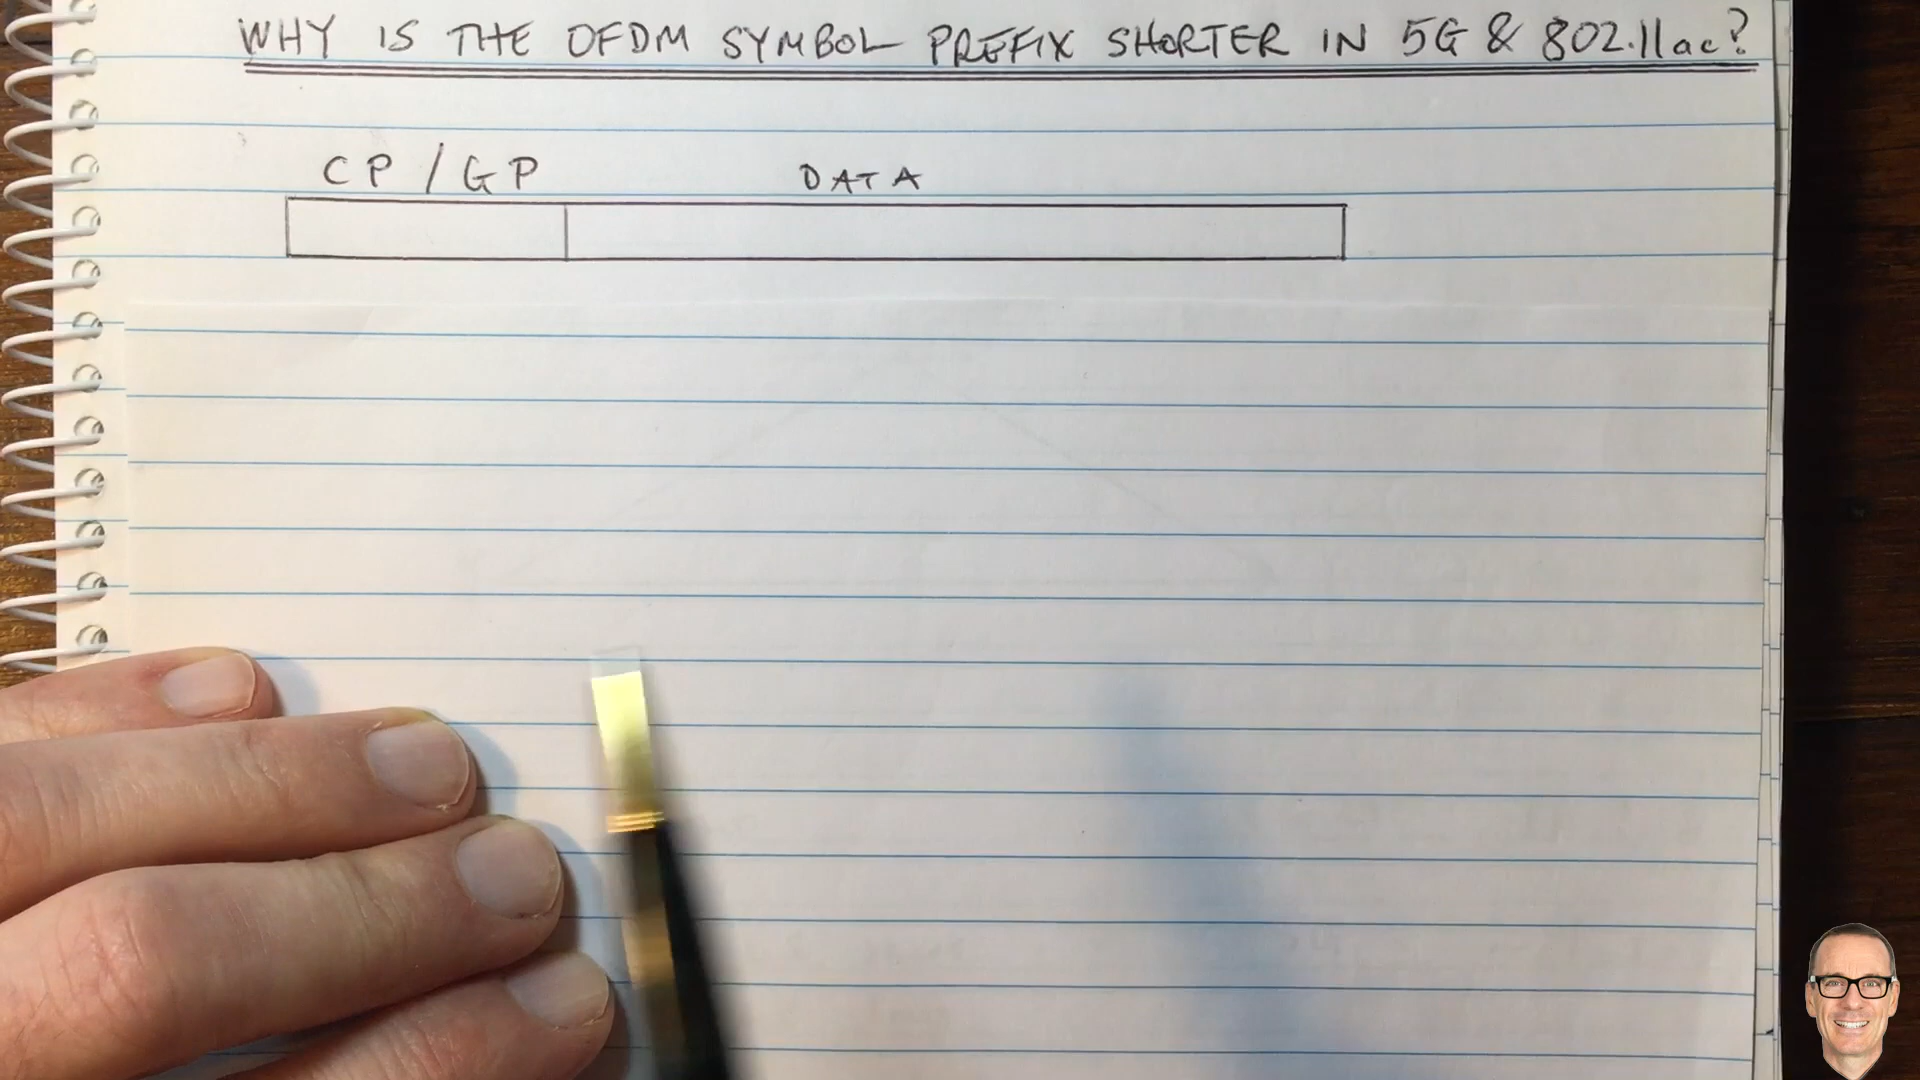 WHY IS THE OFDM SYMBOL PREFIX SHORTER IN 5G & 802.11ac?
CP / GP DATA